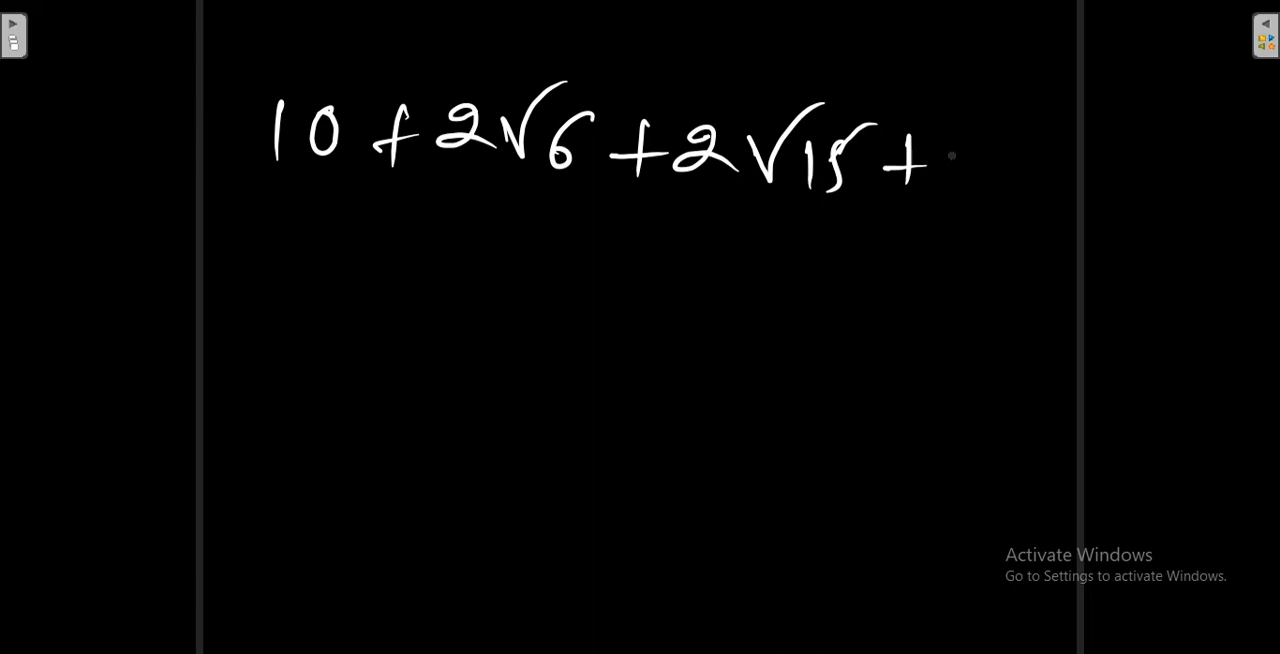 10 + 2√6 + 2√15 +
Activate Windows
Go to Settings to activate Windows.